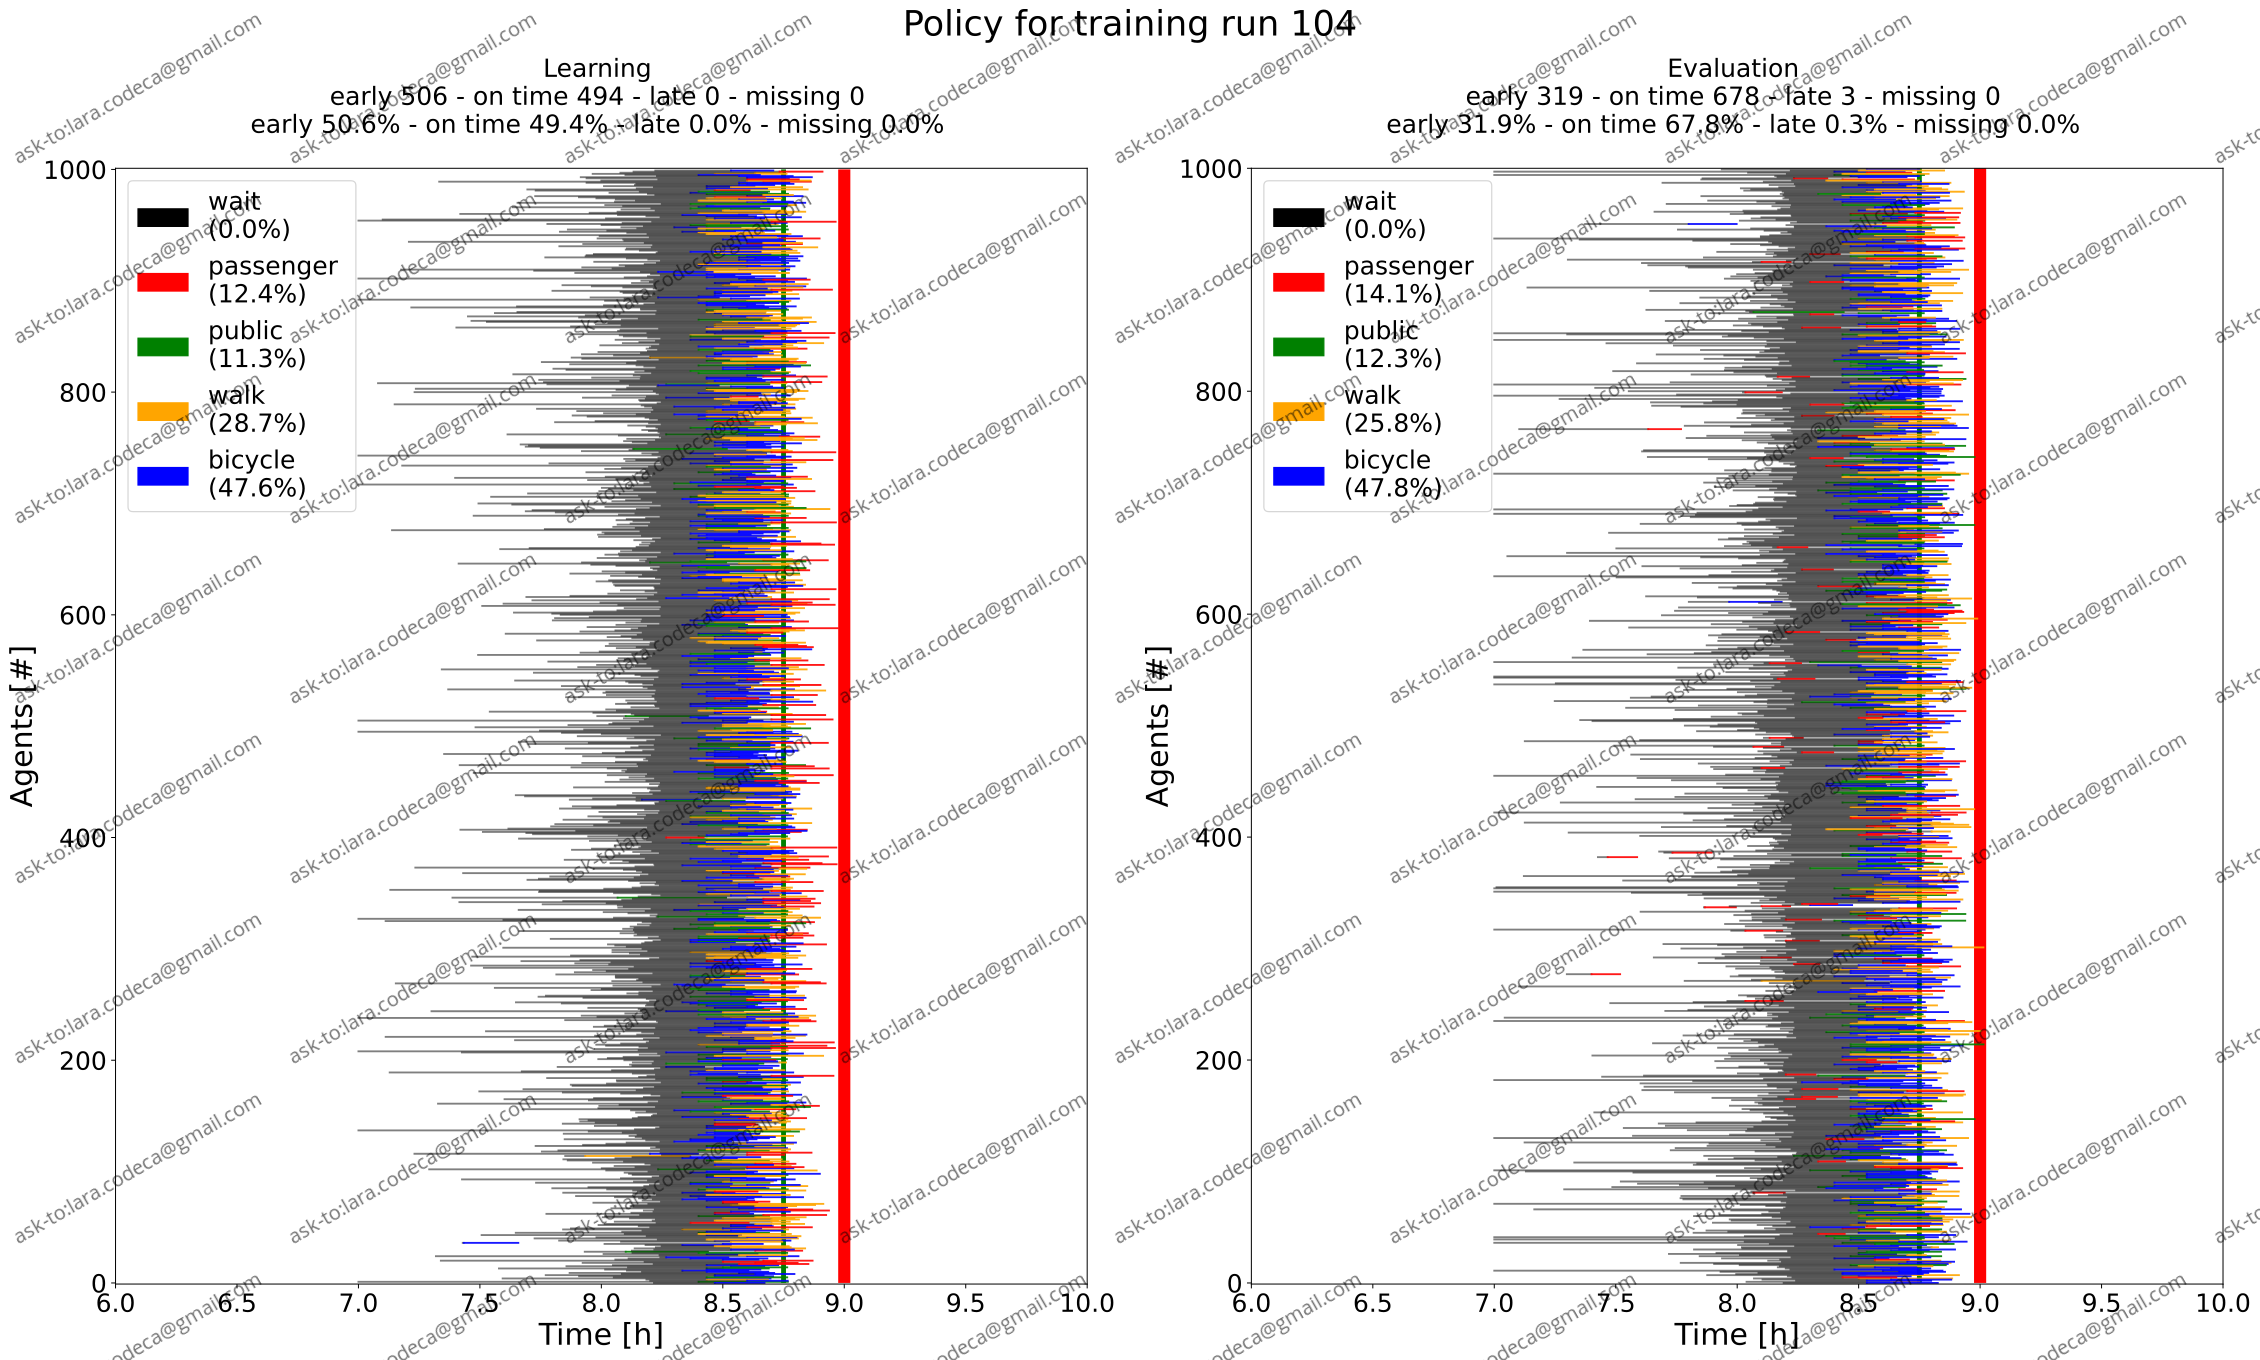 Policy for training run 104
Learning
early 506 - on time 494 - late 0 - missing 0
early 50.6% - on time 49.4% - late 0.0% - missing 0.0%
Evaluation
early 319 - on time 678 - late 3 - missing 0
early 31.9% - on time 67.8% - late 0.3% - missing 0.0%
wait
(0.0%)
passenger
(12.4%)
public
(11.3%)
walk
(28.7%)
bicycle
(47.6%)
1000
800
600
400
200
0
Agents [#]
6.0 6.5 7.0 7.5 8.0 8.5 9.0 9.5 10.0
Time [h]
wait
(0.0%)
passenger
(14.1%)
public
(12.3%)
walk
(25.8%)
bicycle
(47.8%)
1000
800
600
400
200
0
Agents [#]
6.0 6.5 7.0 7.5 8.0 8.5 9.0 9.5 10.0
Time [h]
ask-to:lara.codeca@gmail.com